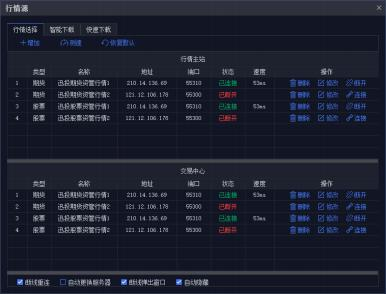 行情源
行情选择 智能下载 快速下载
增加 测速 恢复默认
行情主站
类型 名称 地址 端口 状态 速度 操作
1 期货 迅投期货资管行情1 210.14.136.69 55300 已连接 53ms 删除 修改 断开
2 期货 迅投期货资管行情2 121.12.106.178 55300 已断开 删除 修改 连接
3 股票 迅投股票资管行情1 210.14.136.69 55310 已连接 53ms 删除 修改 断开
4 股票 迅投股票资管行情2 121.12.106.178 55310 已断开 删除 修改 连接
交易中心
类型 名称 地址 端口 状态 速度 操作
1 期货 迅投期货资管行情1 210.14.136.69 55300 已连接 53ms 删除 修改 断开
2 期货 迅投期货资管行情2 121.12.106.178 55300 已断开 删除 修改 连接
3 股票 迅投股票资管行情1 210.14.136.69 55310 已连接 53ms 删除 修改 断开
4 股票 迅投股票资管行情2 121.12.106.178 55310 已断开 删除 修改 连接
断线重连 自动更换服务器 断线弹出窗口 自动隐藏